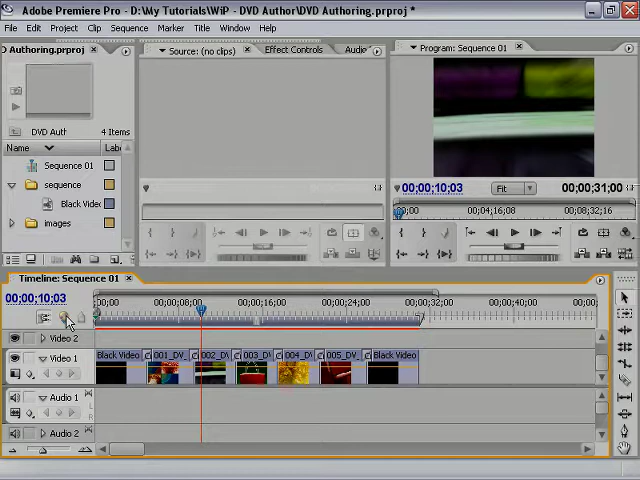 Adobe Premiere Pro - D:\My Tutorials\WiP - DVD Author\DVD Authoring.prproj *
File Edit Project Clip Sequence Marker Title Window Help
Authoring.prproj
Source: (no clips) Effect Controls Audio
Program: Sequence 01
DVD Auth 4 Items
Name Labe
Sequence 01
sequence
Black Video
images
00;00;10;03 Fit 00;00;31;00
00;00 00;04;16;08 00;08;32;16
Timeline: Sequence 01
00;00;10;03
00;00 00;00;08;00 00;00;16;00 00;00;24;00 00;00;32;00 00;00;40;00 00;00
Video 2
Video 1
Black Video 001_DV_ 002_D 003_D 004_D 005_DV_ Black Video
Audio 1
L
R
Audio 2